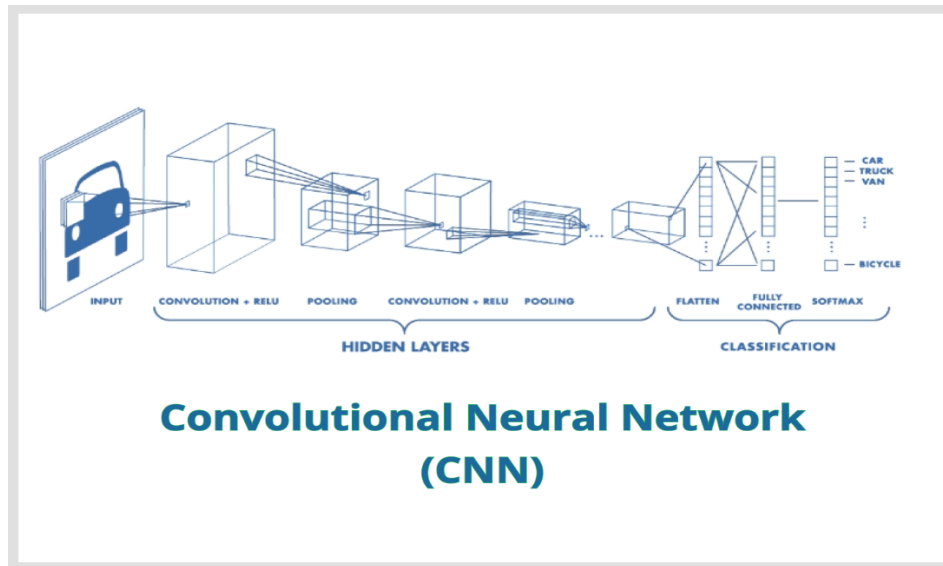 CAR
TRUCK
VAN
BICYCLE
INPUT
CONVOLUTION + RELU
POOLING
CONVOLUTION + RELU
POOLING
FLATTEN
FULLY
CONNECTED
SOFTMAX
HIDDEN LAYERS
CLASSIFICATION
Convolutional Neural Network
(CNN)